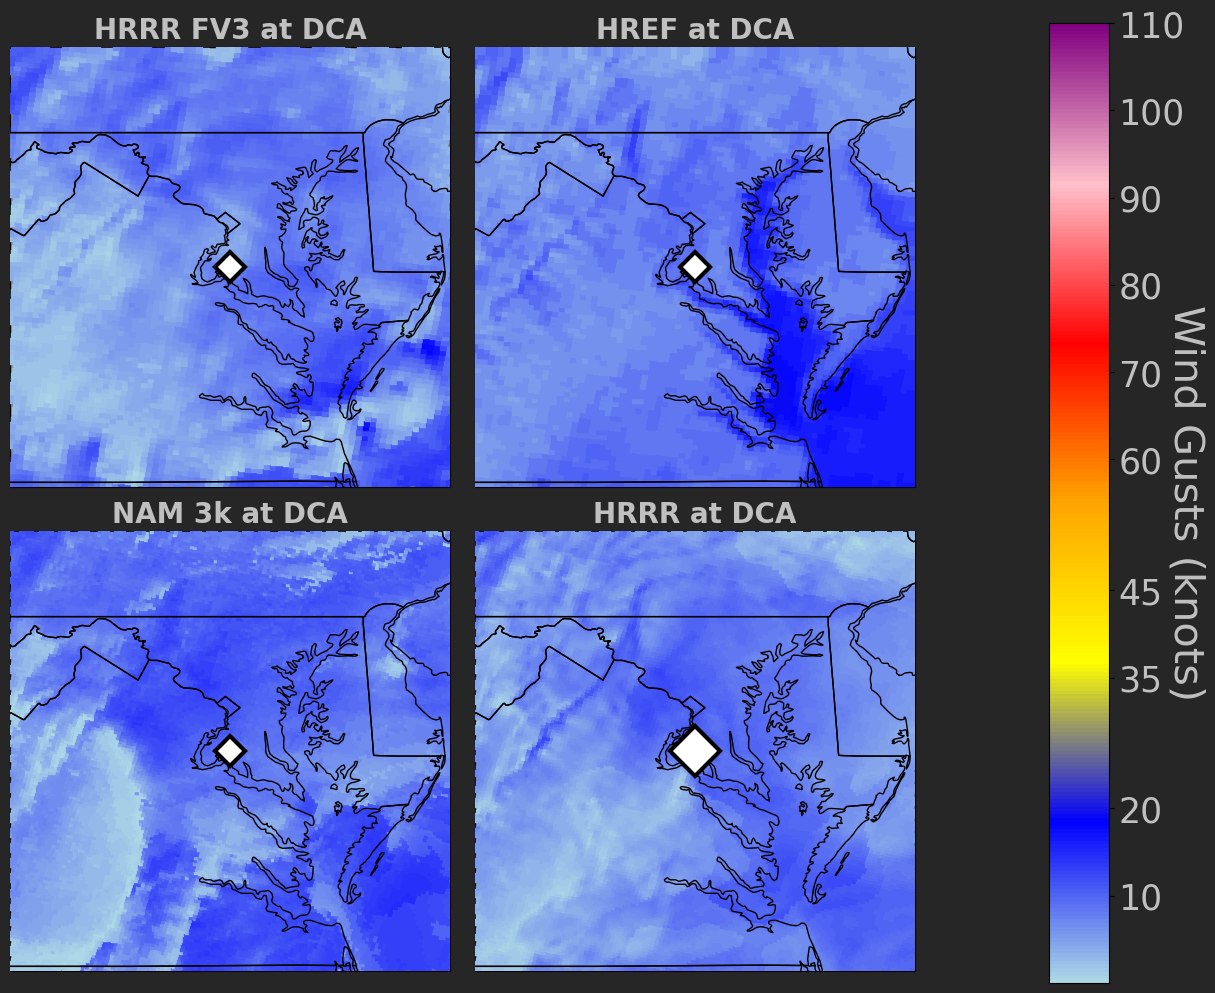 HRRR FV3 at DCA
HREF at DCA
NAM 3k at DCA
HRRR at DCA
110
100
90
80
70
60
45
35
20
10
Wind Gusts (knots)